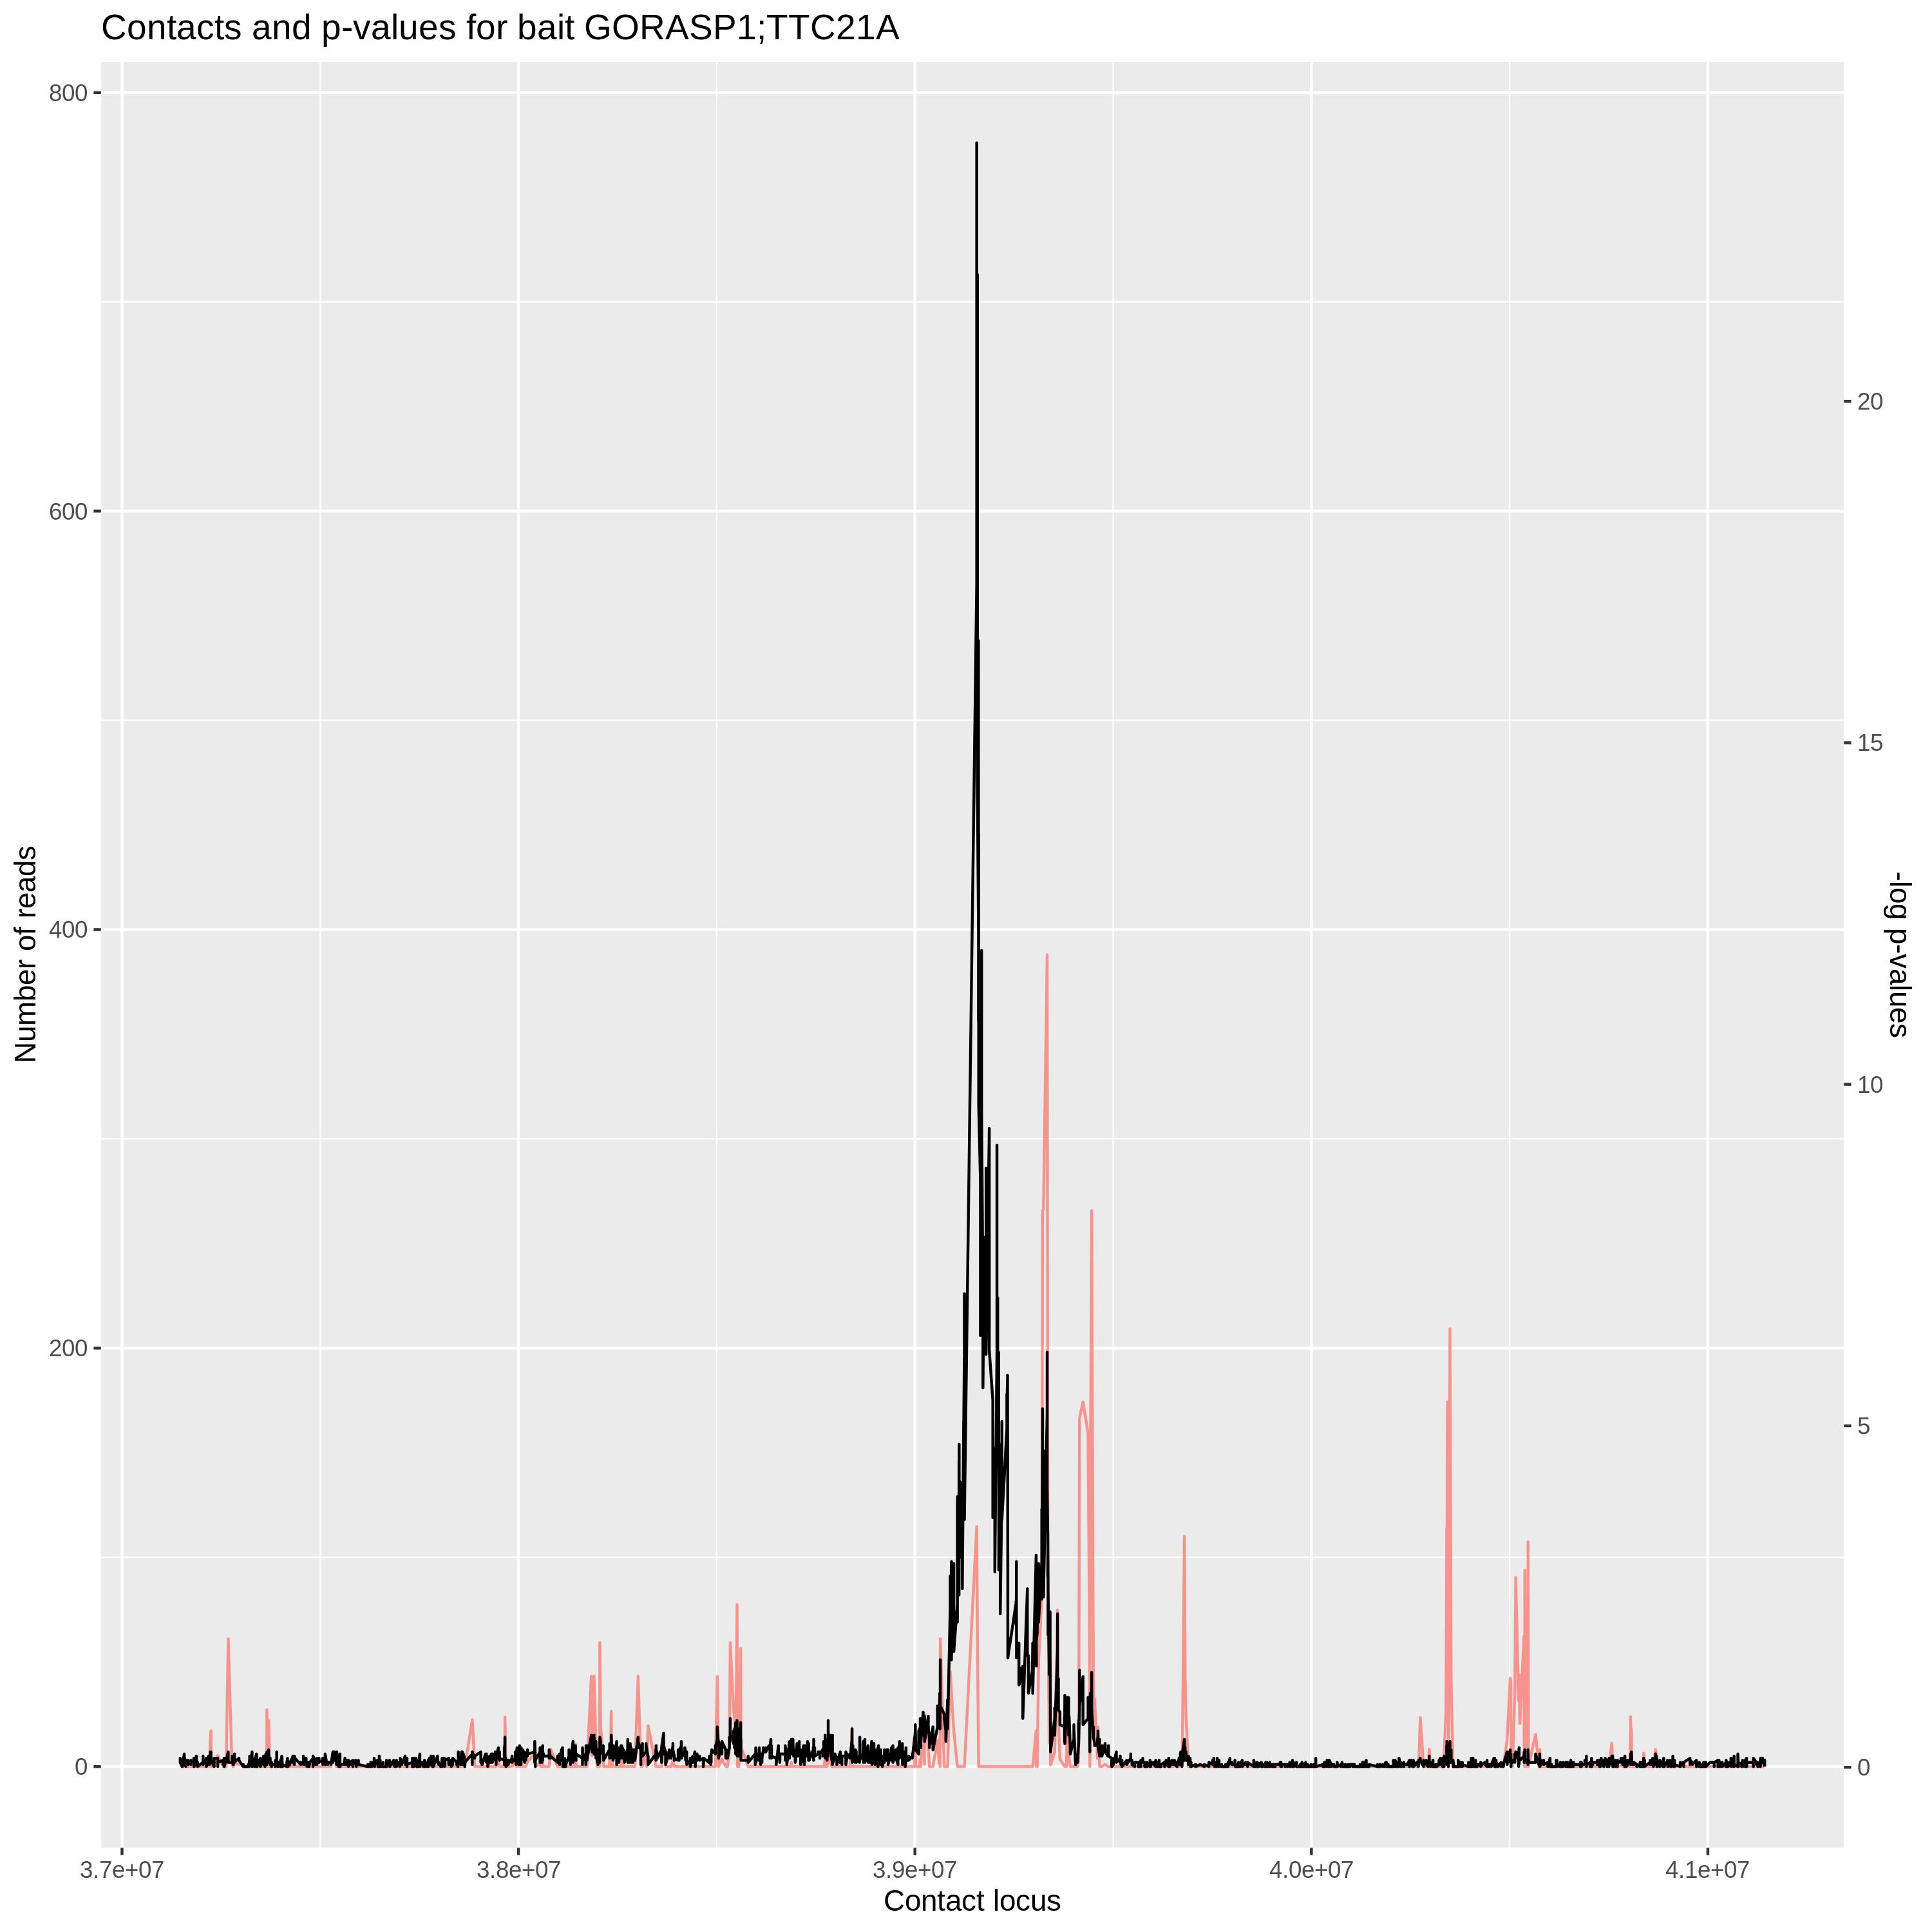 Contacts and p-values for bait GORASP1;TTC21A
800
600
400
200
0
Number of reads
20
15
10
5
0
-log p-values
3.7e+07 3.8e+07 3.9e+07 4.0e+07 4.1e+07
Contact locus